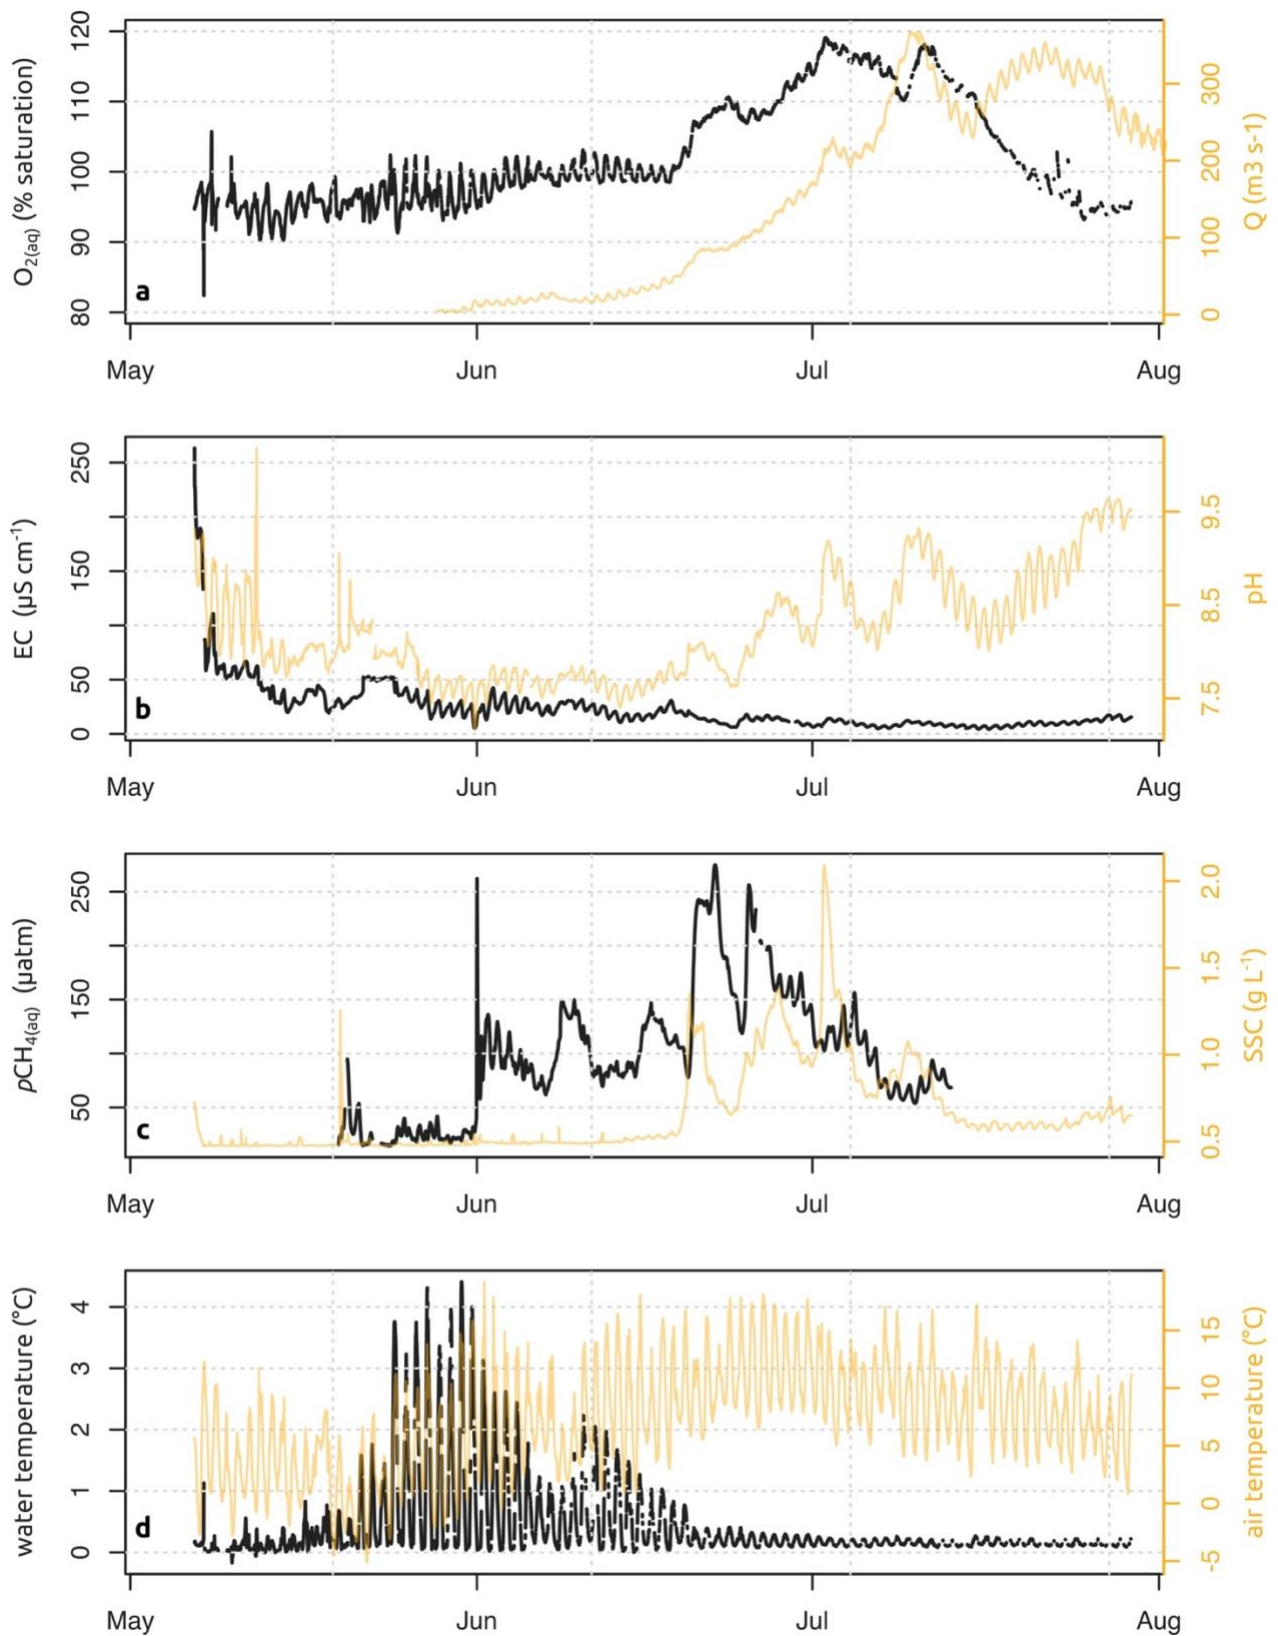 O2(aq) (% saturation)
120
110
100
90
80
a
300
200
100
0
Q (m3 s-1)
May Jun Jul Aug
EC (µS cm-1)
250
150
50
0
b
9.5
8.5
7.5
pH
May Jun Jul Aug
pCH4(aq) (µatm)
250
150
50
c
2.0
1.5
1.0
0.5
SSC (g L-1)
May Jun Jul Aug
water temperature (°C)
4
3
2
1
0
d
15
10
5
0
-5
air temperature (°C)
May Jun Jul Aug